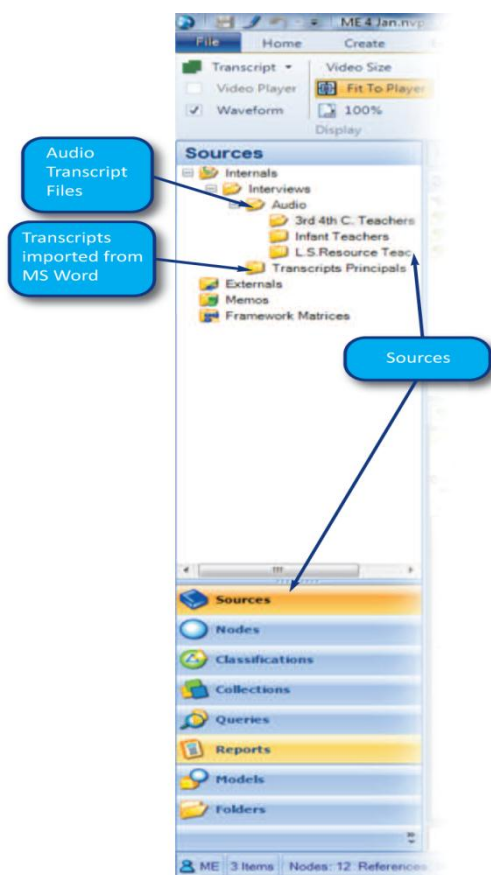 ME 4 Jan.nvp
File Home Create
Transcript Video Size
Video Player Fit To Player
Waveform 100%
Display
Sources
Internals
Interviews
Audio
3rd 4th C. Teachers
Infant Teachers
L.S.Resource Teac
Transcripts Principals
Externals
Memos
Framework Matrices
Audio
Transcript
Files
Transcripts
imported from
MS Word
Sources
Sources
Nodes
Classifications
Collections
Queries
Reports
Models
Folders
ME 3 Items Nodes: 12 References